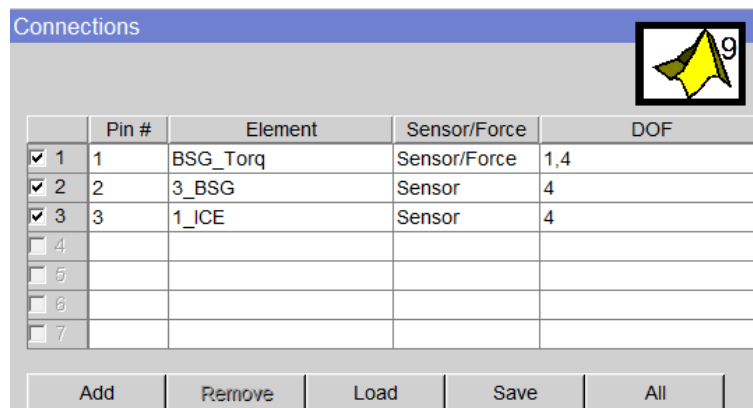 Connections
9
Pin # Element Sensor/Force DOF
1 1 BSG_Torq Sensor/Force 1,4
2 2 3_BSG Sensor 4
3 3 1_ICE Sensor 4
4
5
6
7
Add Remove Load Save All